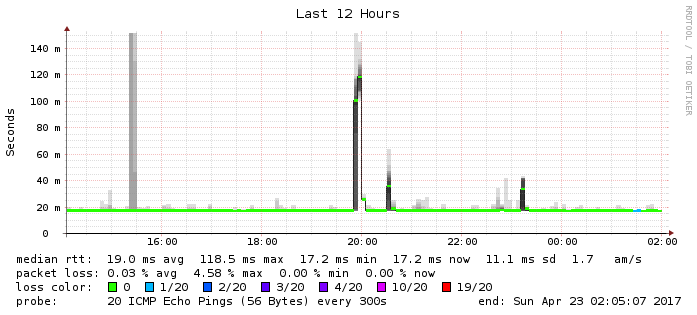 Last 12 Hours
RRDTOOL / TOBI OETIKER
Seconds
140 m
120 m
100 m
80 m
60 m
40 m
20 m
0
16:00 18:00 20:00 22:00 00:00 02:00
median rtt: 19.0 ms avg 118.5 ms max 17.2 ms min 17.2 ms now 11.1 ms sd 1.7 am/s
packet loss: 0.03 % avg 4.58 % max 0.00 % min 0.00 % now
loss color: 0 1/20 2/20 3/20 4/20 10/20 19/20
probe: 20 ICMP Echo Pings (56 Bytes) every 300s end: Sun Apr 23 02:05:07 2017